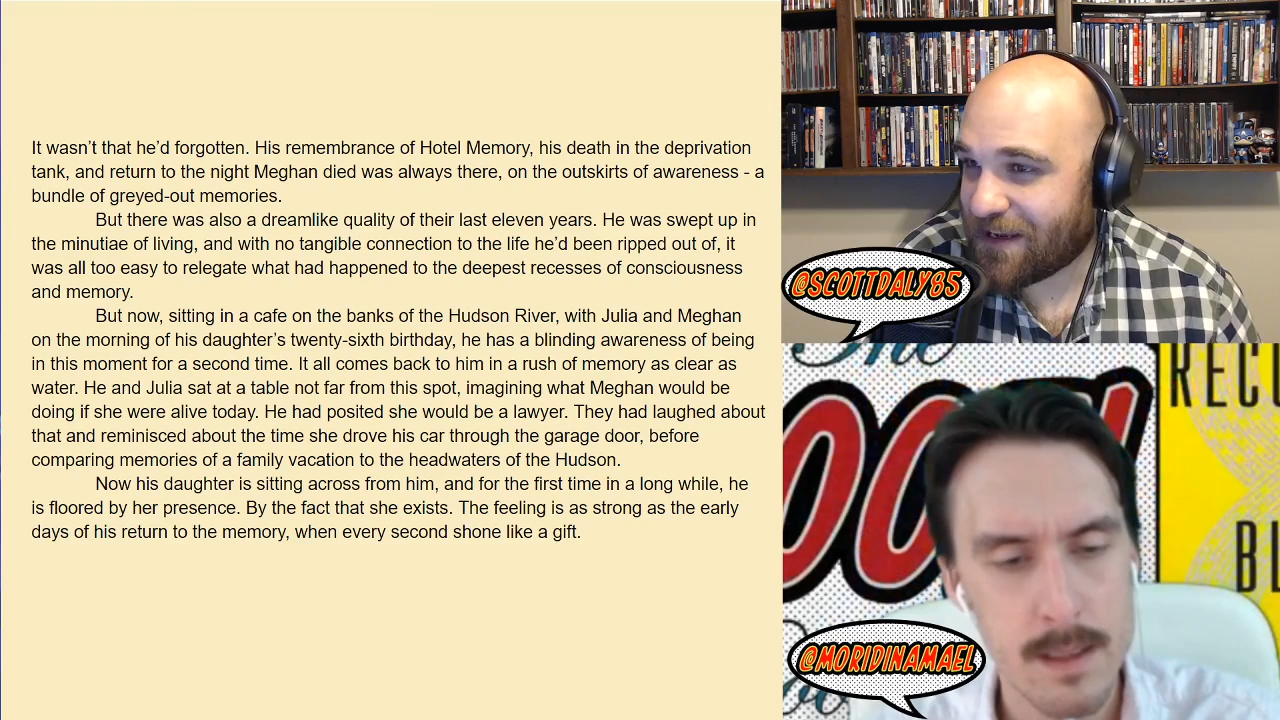 It wasn’t that he’d forgotten. His remembrance of Hotel Memory, his death in the deprivation
tank, and return to the night Meghan died was always there, on the outskirts of awareness - a
bundle of greyed-out memories.
But there was also a dreamlike quality of their last eleven years. He was swept up in
the minutiae of living, and with no tangible connection to the life he’d been ripped out of, it
was all too easy to relegate what had happened to the deepest recesses of consciousness
and memory.
But now, sitting in a cafe on the banks of the Hudson River, with Julia and Meghan
on the morning of his daughter’s twenty-sixth birthday, he has a blinding awareness of being
in this moment for a second time. It all comes back to him in a rush of memory as clear as
water. He and Julia sat at a table not far from this spot, imagining what Meghan would be
doing if she were alive today. He had posited she would be a lawyer. They had laughed about
that and reminisced about the time she drove his car through the garage door, before
comparing memories of a family vacation to the headwaters of the Hudson.
Now his daughter is sitting across from him, and for the first time in a long while, he
is floored by her presence. By the fact that she exists. The feeling is as strong as the early
days of his return to the memory, when every second shone like a gift.
@SCOTTDALY85
The
@MORIDINAMAEL